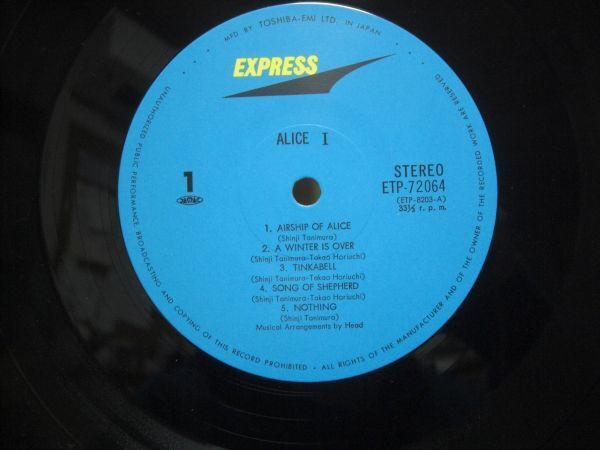 MFD BY TOSHIBA-EMI LTD. IN JAPAN
EXPRESS
ALICE I
1
JASRAC
STEREO
ETP-72064
(ETP-8203-A)
33⅓ r. p. m.
1. AIRSHIP OF ALICE
(Shinji Tanimura)
2. A WINTER IS OVER
(Shinji Tanimura-Takao Horiuchi)
3. TINKABELL
(Shinji Tanimura-Takao Horiuchi)
4. SONG OF SHEPHERD
(Shinji Tanimura-Takao Horiuchi)
5. NOTHING
(Shinji Tanimura)
Musical Arrangements by Head
UNAUTHORIZED PUBLIC PERFORMANCE, BROADCASTING AND COPYING OF THIS RECORD PROHIBITED • ALL RIGHTS OF THE MANUFACTURER AND OF THE OWNER OF THE RECORDED WORK ARE RESERVED.